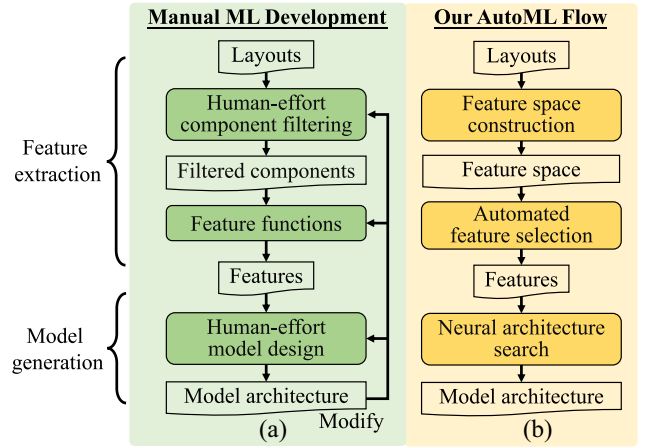 Manual ML Development
Layouts
Human-effort
component filtering
Filtered components
Feature functions
Features
Human-effort
model design
Model architecture
Modify
(a)
Feature
extraction
Model
generation
Our AutoML Flow
Layouts
Feature space
construction
Feature space
Automated
feature selection
Features
Neural architecture
search
Model architecture
(b)